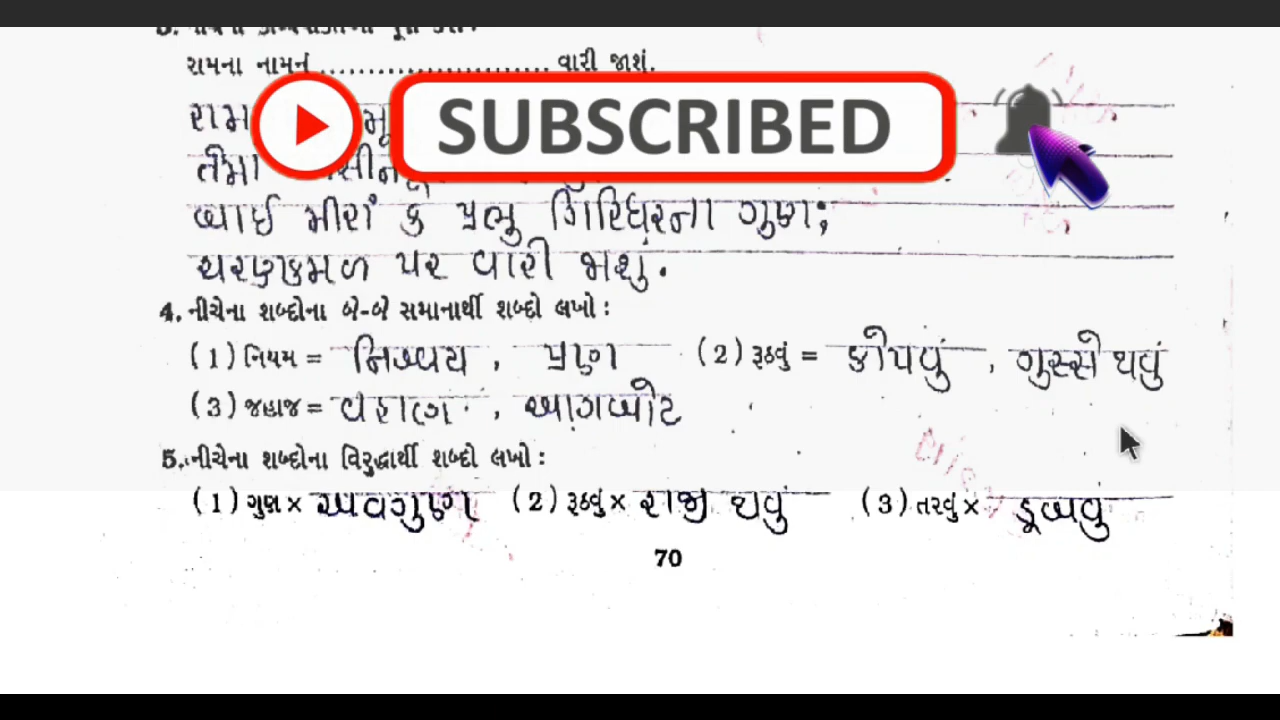 રામના નામનું ........................ વારી જાશું.
SUBSCRIBED
રામ
તેમાં
બાઈ મીરાં કે પ્રભુ ગિરિધરના ગુણ;
ચરણકમળ પર વારી જાશું.
4. નીચેના શબ્દોના બે-બે સમાનાર્થી શબ્દો લખો :
(1) નિયમ = નિશ્ચય , પ્રણ (2) રૂઠવું = કોપવું , ગુસ્સે થવું
(3) જહાજ = વહાણ , આગબોટ
5. નીચેના શબ્દોના વિરુદ્ધાર્થી શબ્દો લખો :
(1) ગુણ × અવગુણ (2) રૂઠવું × રાજી થવું (3) તરવું × ડૂબવું
70